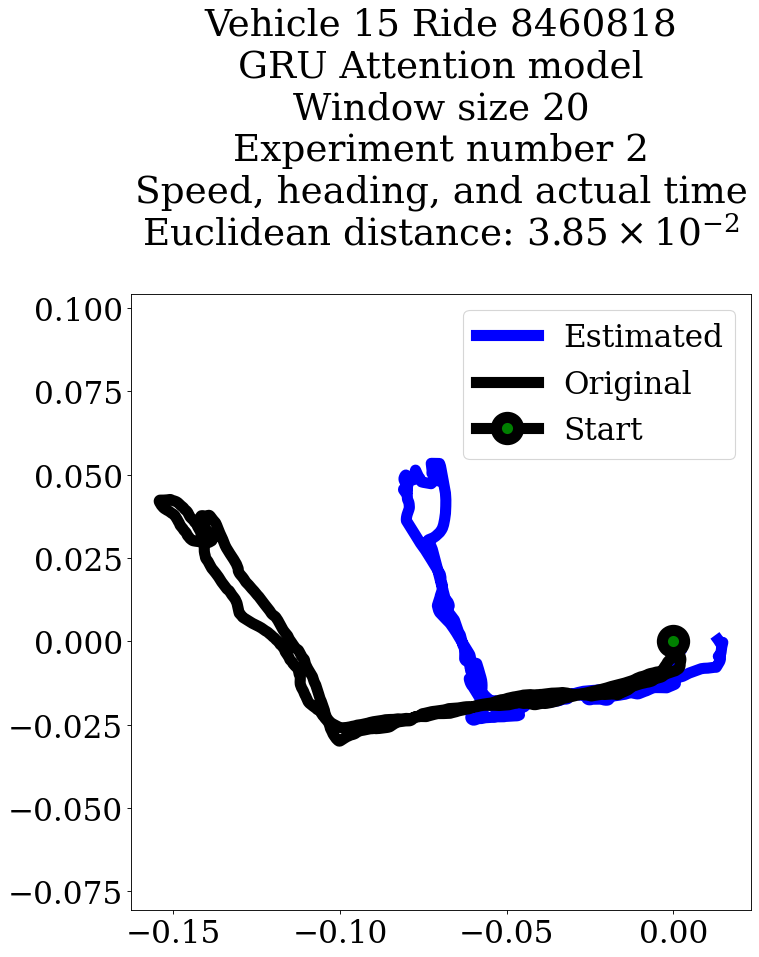 Vehicle 15 Ride 8460818
GRU Attention model
Window size 20
Experiment number 2
Speed, heading, and actual time
Euclidean distance: 3.85 × 10⁻²
Estimated
Original
Start
0.100
0.075
0.050
0.025
0.000
−0.025
−0.050
−0.075
−0.15 −0.10 −0.05 0.00